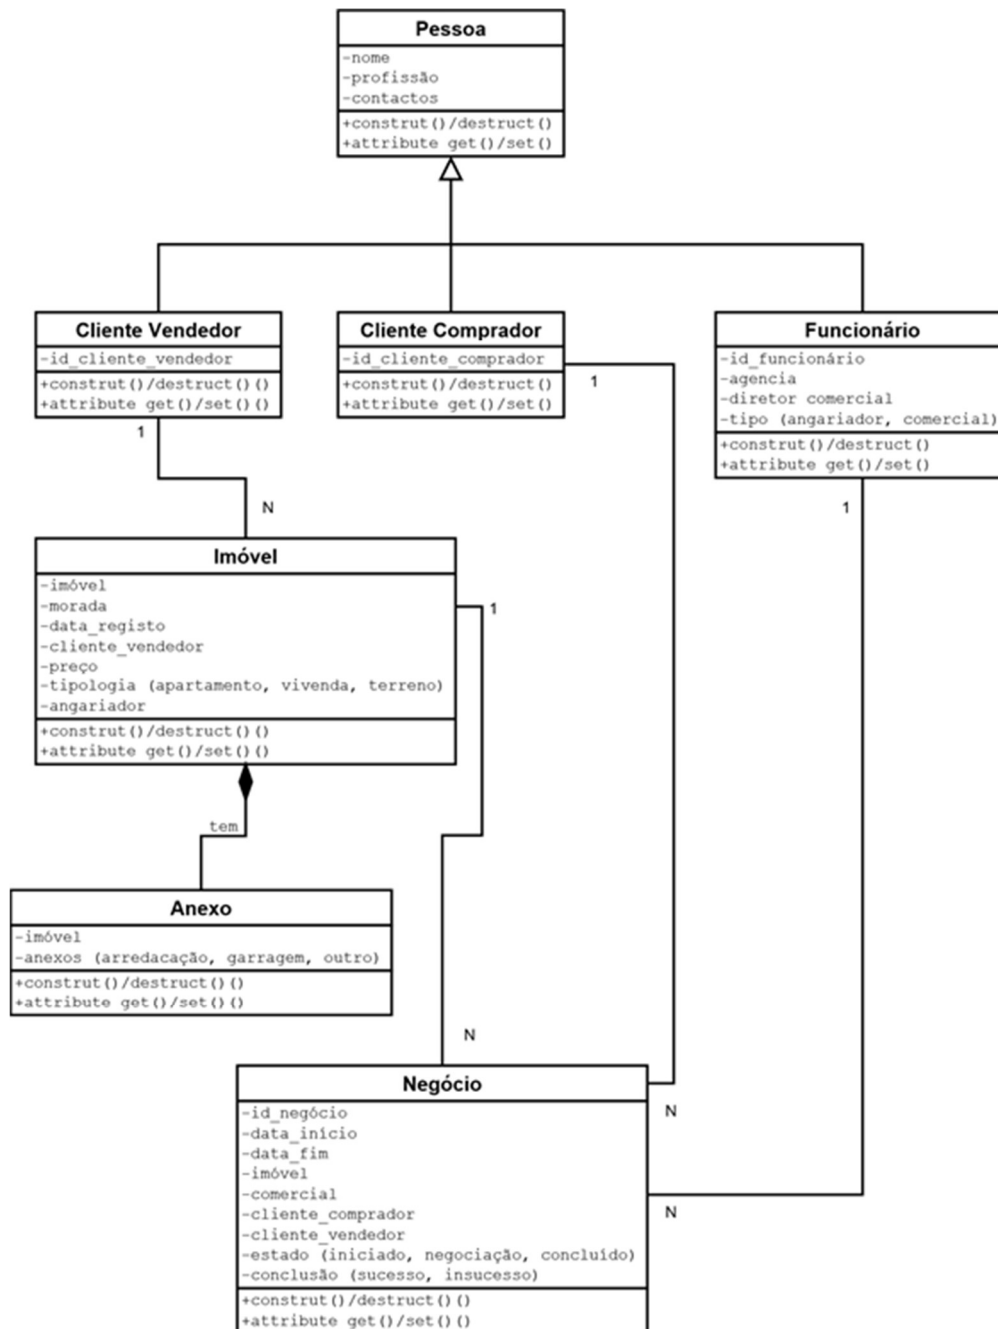 Pessoa
-nome
-profissão
-contactos
+construt()/destruct()
+attribute get()/set()
Cliente Vendedor
-id_cliente_vendedor
+construt()/destruct()()
+attribute get()/set()()
1
Cliente Comprador
-id_cliente_comprador
+construt()/destruct()()
+attribute get()/set()()
1
Funcionário
-id_funcionário
-agencia
-diretor comercial
-tipo (angariador, comercial)
+construt()/destruct()
+attribute get()/set()
1
N
Imóvel
-imóvel
-morada
-data_registo
-cliente_vendedor
-preço
-tipologia (apartamento, vivenda, terreno)
-angariador
+construt()/destruct()()
+attribute get()/set()()
1
tem
Anexo
-imóvel
-anexos (arredacação, garragem, outro)
+construt()/destruct()()
+attribute get()/set()()
N
Negócio
-id_negócio
-data_início
-data_fim
-imóvel
-comercial
-cliente_comprador
-cliente_vendedor
-estado (iniciado, negociação, concluído)
-conclusão (sucesso, insucesso)
+construt()/destruct()()
+attribute get()/set()()
N
N